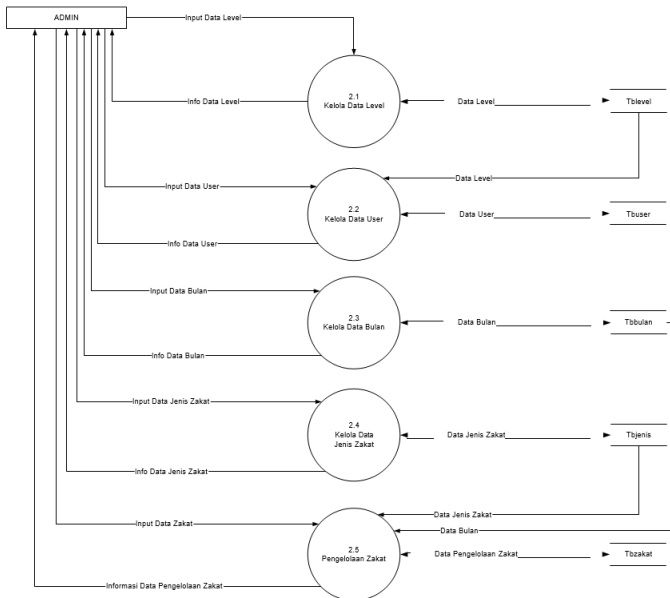 ADMIN
Input Data Level
2.1
Kelola Data Level
Info Data Level
Data Level
Tblevel
Data Level
Input Data User
2.2
Kelola Data User
Data User
Tbuser
Info Data User
Input Data Bulan
2.3
Kelola Data Bulan
Data Bulan
Tbbulan
Info Data Bulan
Input Data Jenis Zakat
2.4
Kelola Data
Jenis Zakat
Data Jenis Zakat
Tbjenis
Info Data Jenis Zakat
Data Jenis Zakat
Input Data Zakat
Data Bulan
2.5
Pengelolaan Zakat
Data Pengelolaan Zakat
Tbzakat
Informasi Data Pengelolaan Zakat